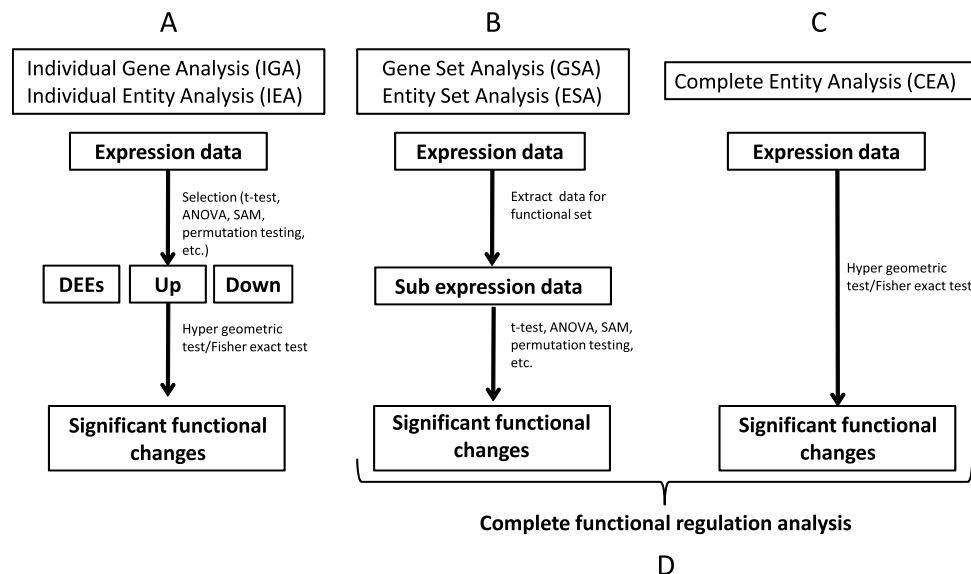 A
Individual Gene Analysis (IGA)
Individual Entity Analysis (IEA)
Expression data
Selection (t-test,
ANOVA, SAM,
permutation testing,
etc.)
DEEs
Up
Down
Hyper geometric
test/Fisher exact test
Significant functional
changes
B
Gene Set Analysis (GSA)
Entity Set Analysis (ESA)
Expression data
Extract data for
functional set
Sub expression data
t-test, ANOVA, SAM,
permutation testing,
etc.
Significant functional
changes
C
Complete Entity Analysis (CEA)
Expression data
Hyper geometric
test/Fisher exact test
Significant functional
changes
Complete functional regulation analysis
D